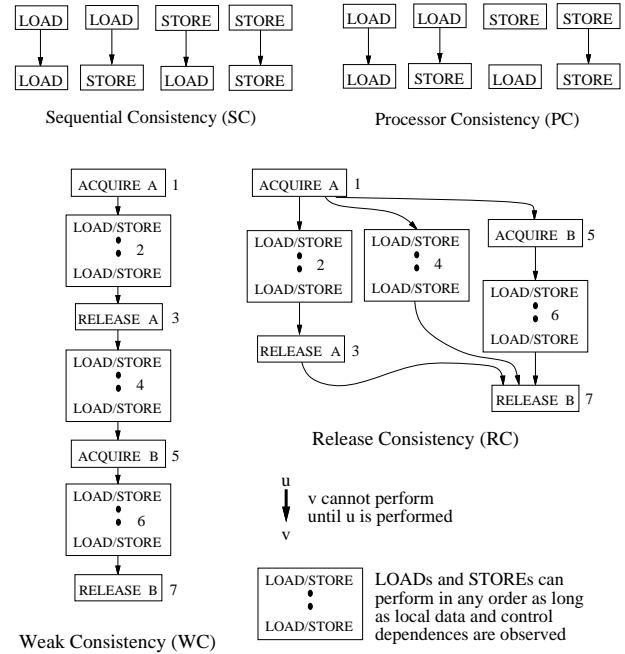 LOAD LOAD STORE STORE
LOAD STORE LOAD STORE
Sequential Consistency (SC)
LOAD LOAD STORE STORE
LOAD STORE LOAD STORE
Processor Consistency (PC)
ACQUIRE A 1
LOAD/STORE
2
LOAD/STORE
RELEASE A 3
LOAD/STORE
4
LOAD/STORE
ACQUIRE B 5
LOAD/STORE
6
LOAD/STORE
RELEASE B 7
Weak Consistency (WC)
ACQUIRE A 1
LOAD/STORE
2
LOAD/STORE
RELEASE A 3
LOAD/STORE
4
LOAD/STORE
ACQUIRE B 5
LOAD/STORE
6
LOAD/STORE
RELEASE B 7
Release Consistency (RC)
u
v cannot perform
until u is performed
v
LOAD/STORE
LOAD/STORE
LOADs and STOREs can
perform in any order as long
as local data and control
dependences are observed